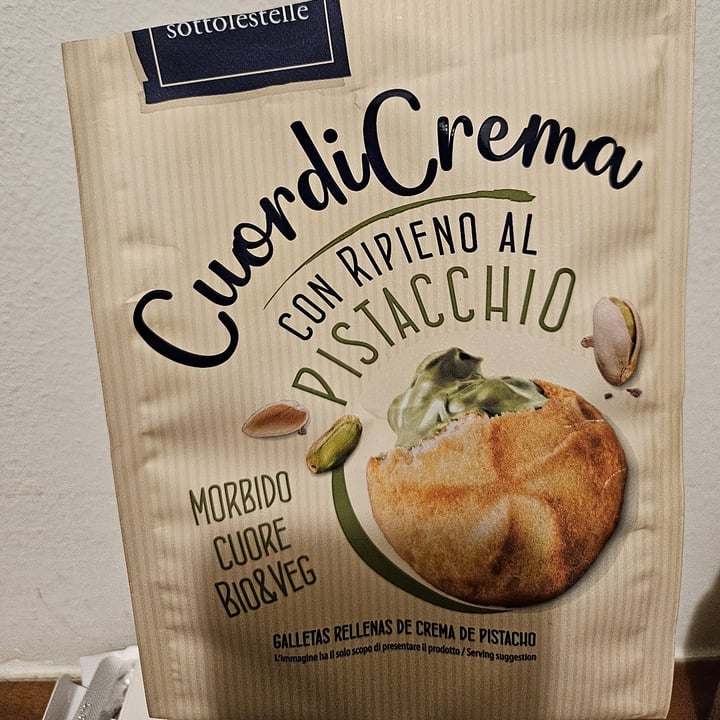 sottolestelle
CuordiCrema
CON RIPIENO AL
PISTACCHIO
MORBIDO
CUORE
BIO&VEG
GALLETAS RELLENAS DE CREMA DE PISTACHO
L'immagine ha il solo scopo di presentare il prodotto / Serving suggestion